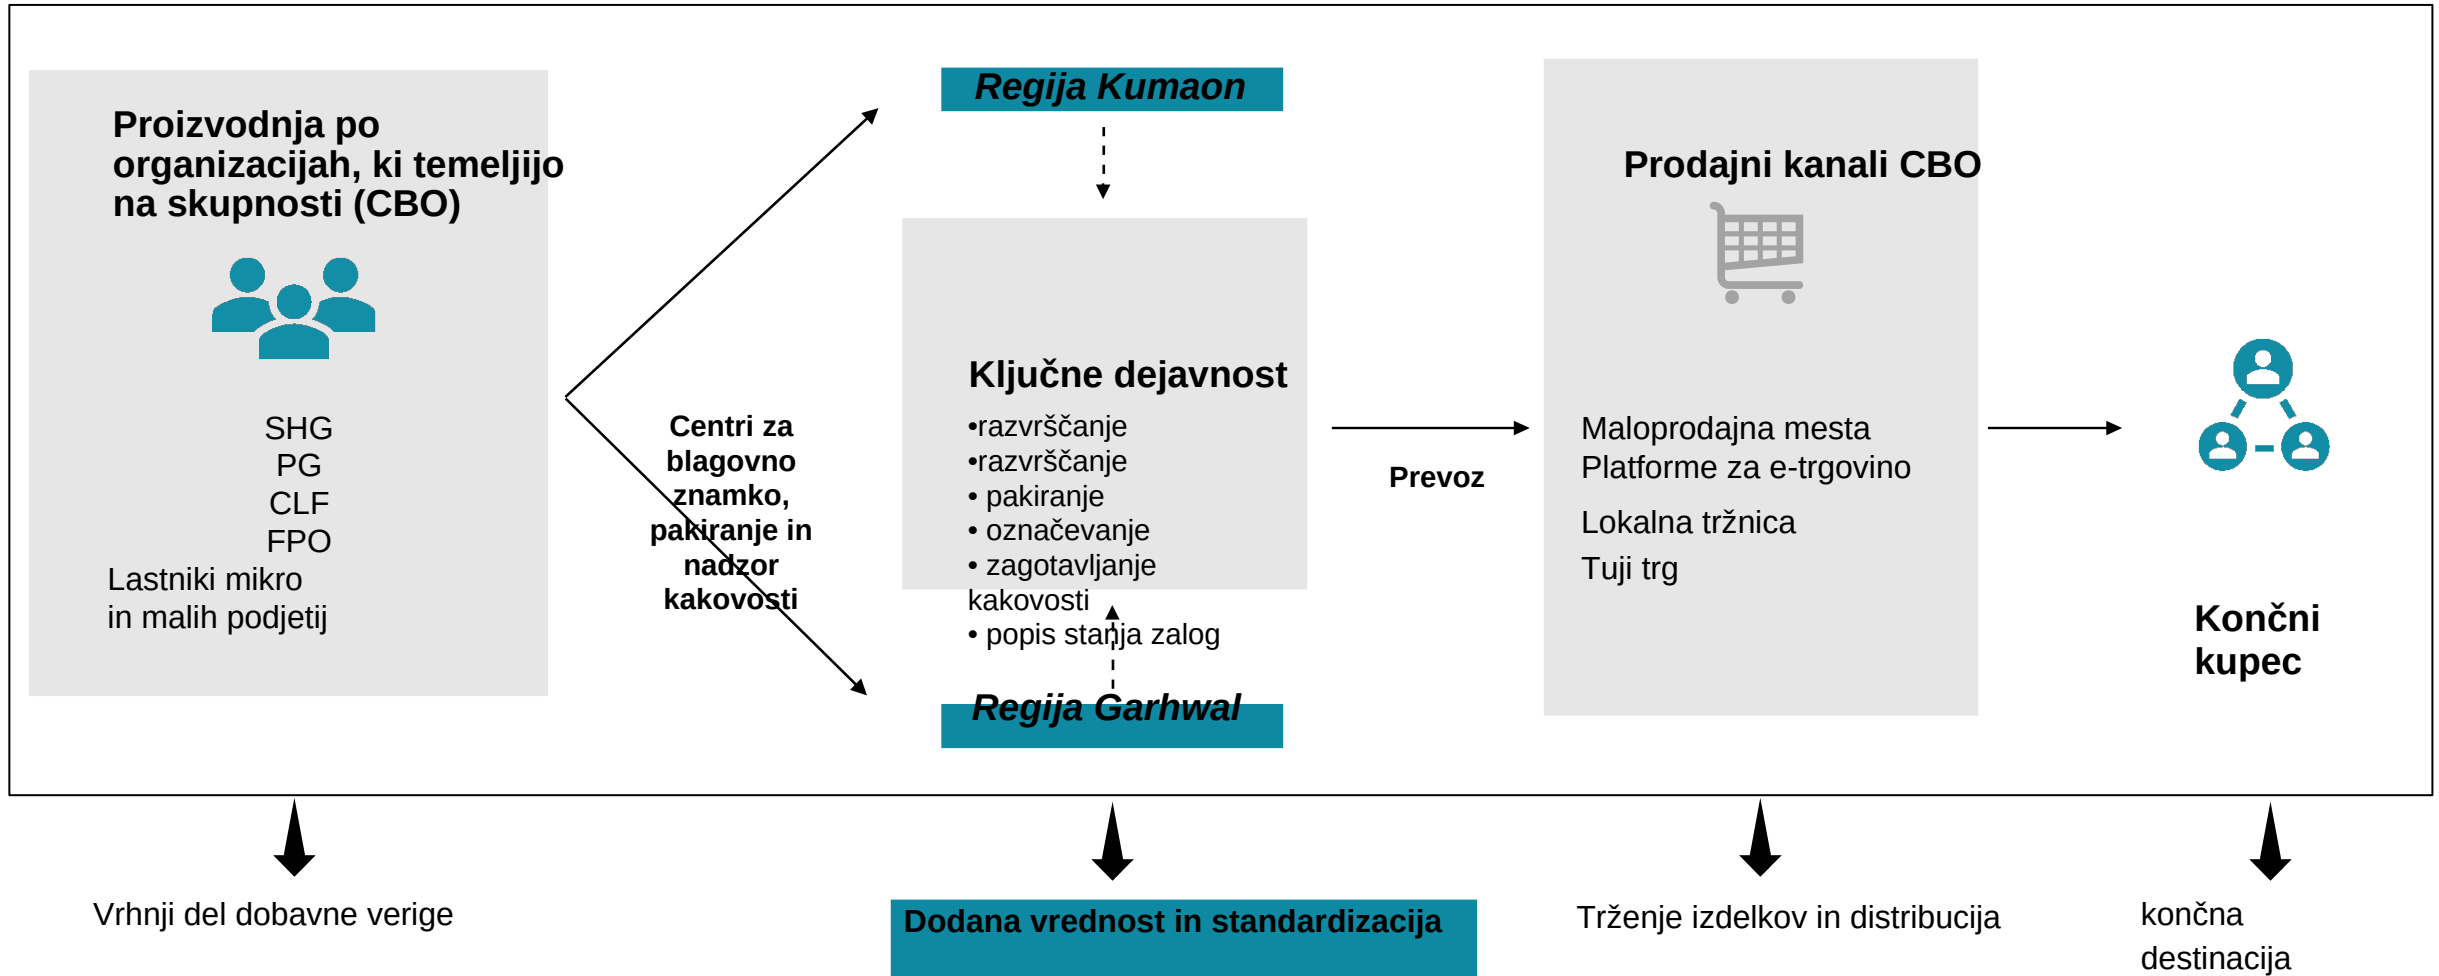 Proizvodnja po
organizacijah, ki temeljijo
na skupnosti (CBO)
SHG
PG
CLF
FPO
Lastniki mikro
in malih podjetij
Centri za
blagovno
znamko,
pakiranje in
nadzor
kakovosti
Regija Kumaon
Ključne dejavnost
•razvrščanje
•razvrščanje
• pakiranje
• označevanje
• zagotavljanje
kakovosti
• popis stanja zalog
Regija Garhwal
Prevoz
Prodajni kanali CBO
Maloprodajna mesta
Platforme za e-trgovino
Lokalna tržnica
Tuji trg
Končni
kupec
Vrhnji del dobavne verige
Dodana vrednost in standardizacija
Trženje izdelkov in distribucija
končna
destinacija